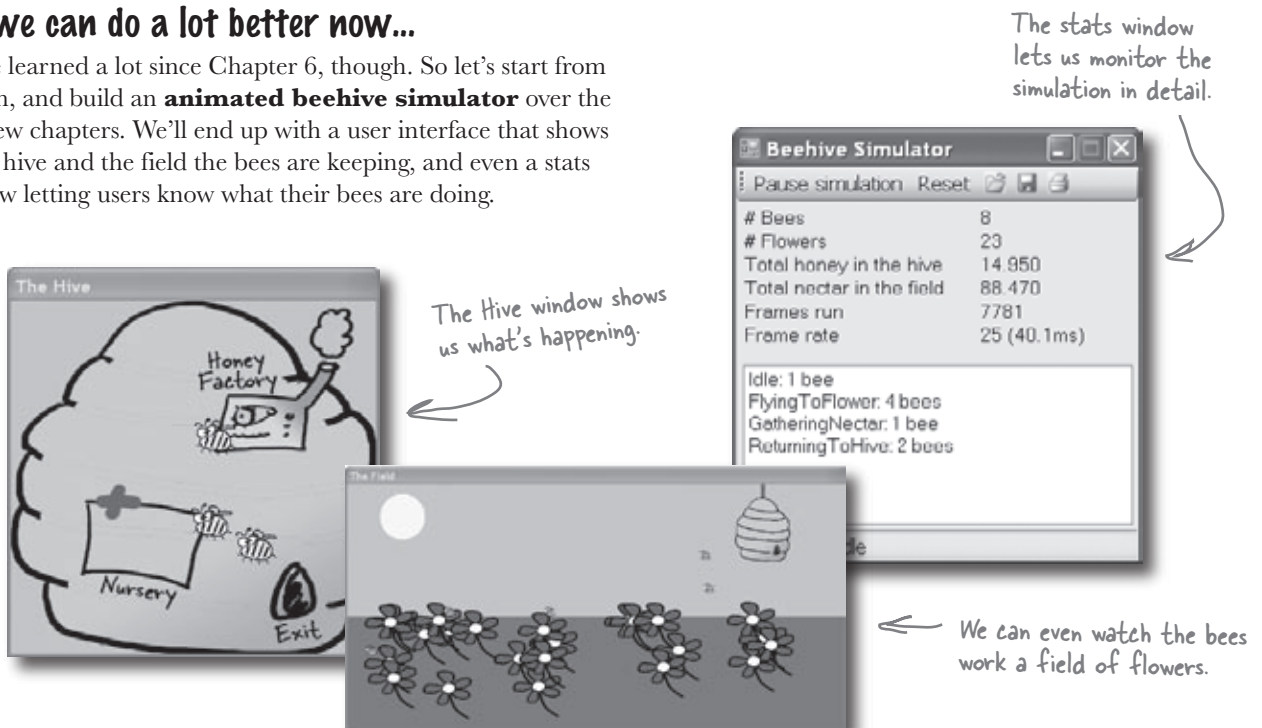 we can do a lot better now...
learned a lot since Chapter 6, though. So let's start from
, and build an animated beehive simulator over the
ew chapters. We'll end up with a user interface that shows
hive and the field the bees are keeping, and even a stats
w letting users know what their bees are doing.
The stats window
lets us monitor the
simulation in detail.
Beehive Simulator
Pause simulation Reset
# Bees 8
# Flowers 23
Total honey in the hive 14.950
Total nectar in the field 88.470
Frames run 7781
Frame rate 25 (40.1ms)
Idle: 1 bee
FlyingToFlower: 4 bees
GatheringNectar: 1 bee
ReturningToHive: 2 bees
The Hive
Honey
Factory
Nursery
Exit
The Hive window shows
us what's happening.
The Field
We can even watch the bees
work a field of flowers.